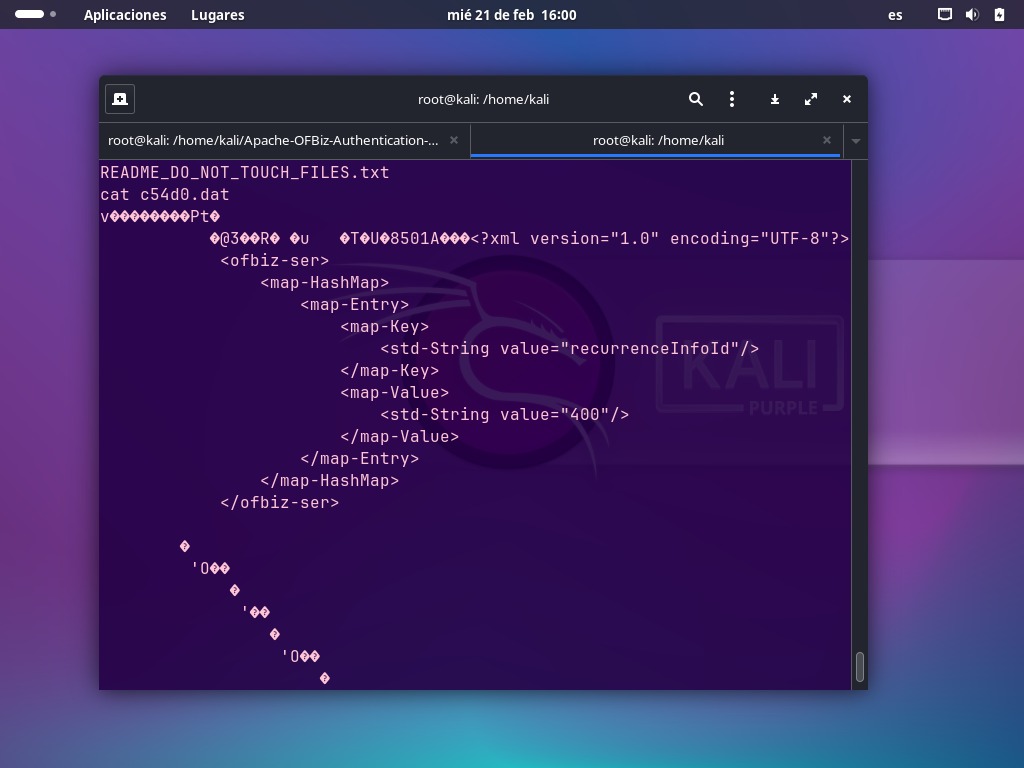 Aplicaciones Lugares mié 21 de feb 16:00 es
root@kali: /home/kali
root@kali: /home/kali/Apache-OFBiz-Authentication-... root@kali: /home/kali
README_DO_NOT_TOUCH_FILES.txt
cat c54d0.dat
v����������Pt�
�@3��R� �u �T�U�8501A���<?xml version="1.0" encoding="UTF-8"?>
<ofbiz-ser>
<map-HashMap>
<map-Entry>
<map-Key>
<std-String value="recurrenceInfoId"/>
</map-Key>
<map-Value>
<std-String value="400"/>
</map-Value>
</map-Entry>
</map-HashMap>
</ofbiz-ser>
�
'O��
�
'��
�
'O��
�
KALI
PURPLE